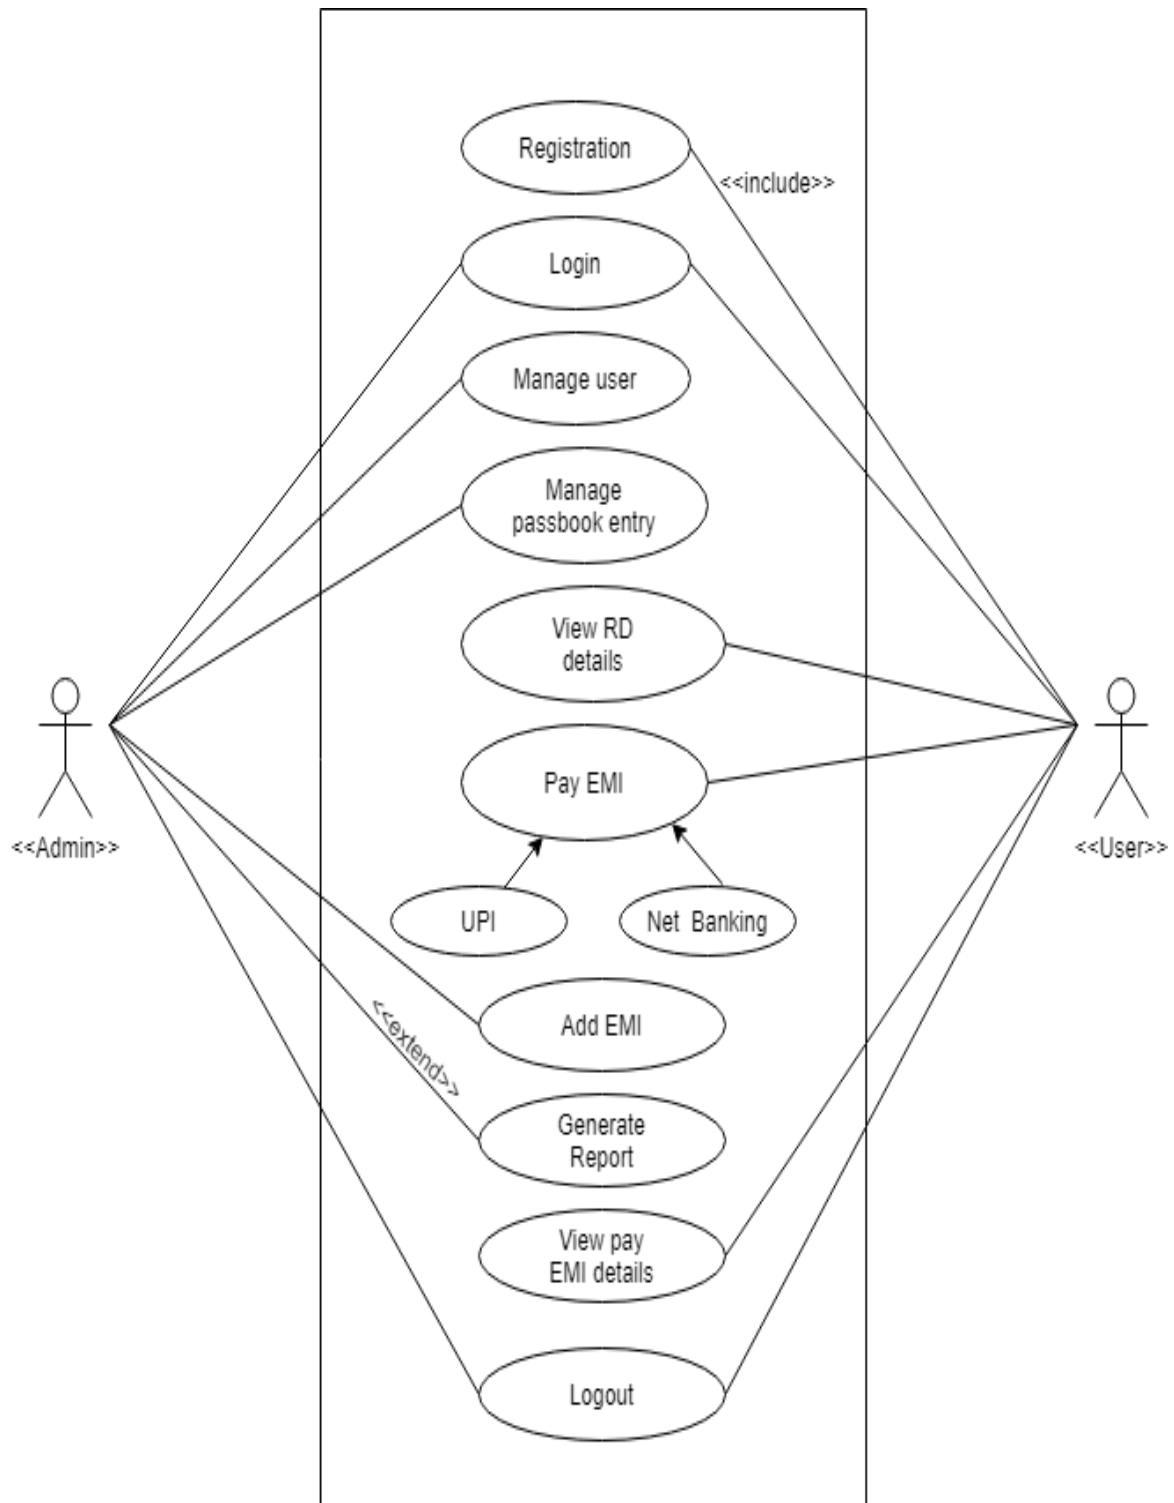 Registration
<<include>>
Login
Manage user
Manage
passbook entry
View RD
details
Pay EMI
<<Admin>>
<<User>>
UPI
Net Banking
Add EMI
<<extend>>
Generate
Report
View pay
EMI details
Logout